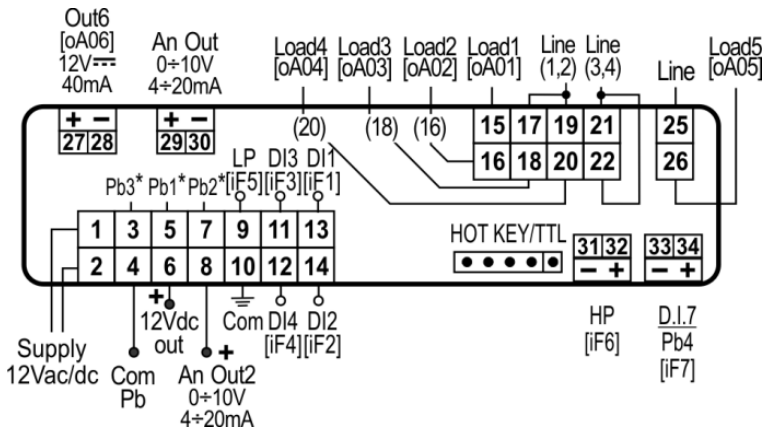 Out6
[oA06]
12V⎓
40mA
An Out
0÷10V
4÷20mA
Load4
[oA04]
Load3
[oA03]
Load2
[oA02]
Load1
[oA01]
Line
(1,2)
Line
(3,4)
Line
Load5
[oA05]
+ −
27 28
+ −
29 30
(20)
(18)
(16)
15 17 19 21
16 18 20 22
25
26
Pb3* Pb1* Pb2*
LP
[iF5]
DI3
[iF3]
DI1
[iF1]
1 3 5 7 9 11 13
2 4 6 8 10 12 14
HOT KEY/TTL
31 32
− +
33 34
− +
Supply
12Vac/dc
Com
Pb
+
12Vdc
out
+
An Out2
0÷10V
4÷20mA
Com
DI4
[iF4]
DI2
[iF2]
HP
[iF6]
D.I.7
Pb4
[iF7]